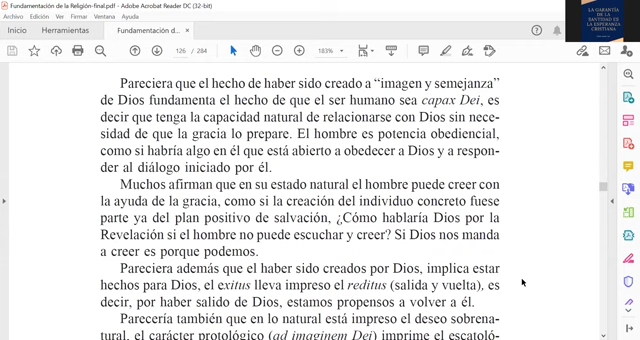 Fundamentación de la Religión-final.pdf - Adobe Acrobat Reader DC (32-bit)
Archivo Edición Ver Firmar Ventana Ayuda
Inicio Herramientas Fundamentación d... ×
126 / 284 183%
LA GARANTÍA
DE LA
SANTIDAD ES
LA ESPERANZA
CRISTIANA
Pareciera que el hecho de haber sido creado a “imagen y semejanza”
de Dios fundamenta el hecho de que el ser humano sea capax Dei, es
decir que tenga la capacidad natural de relacionarse con Dios sin nece-
sidad de que la gracia lo prepare. El hombre es potencia obediencial,
como si habría algo en él que está abierto a obedecer a Dios y a respon-
der al diálogo iniciado por él.
Muchos afirman que en su estado natural el hombre puede creer con
la ayuda de la gracia, como si la creación del individuo concreto fuese
parte ya del plan positivo de salvación, ¿Cómo hablaría Dios por la
Revelación si el hombre no puede escuchar y creer? Si Dios nos manda
a creer es porque podemos.
Pareciera además que el haber sido creados por Dios, implica estar
hechos para Dios, el exitus lleva impreso el reditus (salida y vuelta), es
decir, por haber salido de Dios, estamos propensos a volver a él.
Parecería también que en lo natural está impreso el deseo sobrena-
tural, el carácter protológico (ad imaginem Dei) imprime el escatoló-